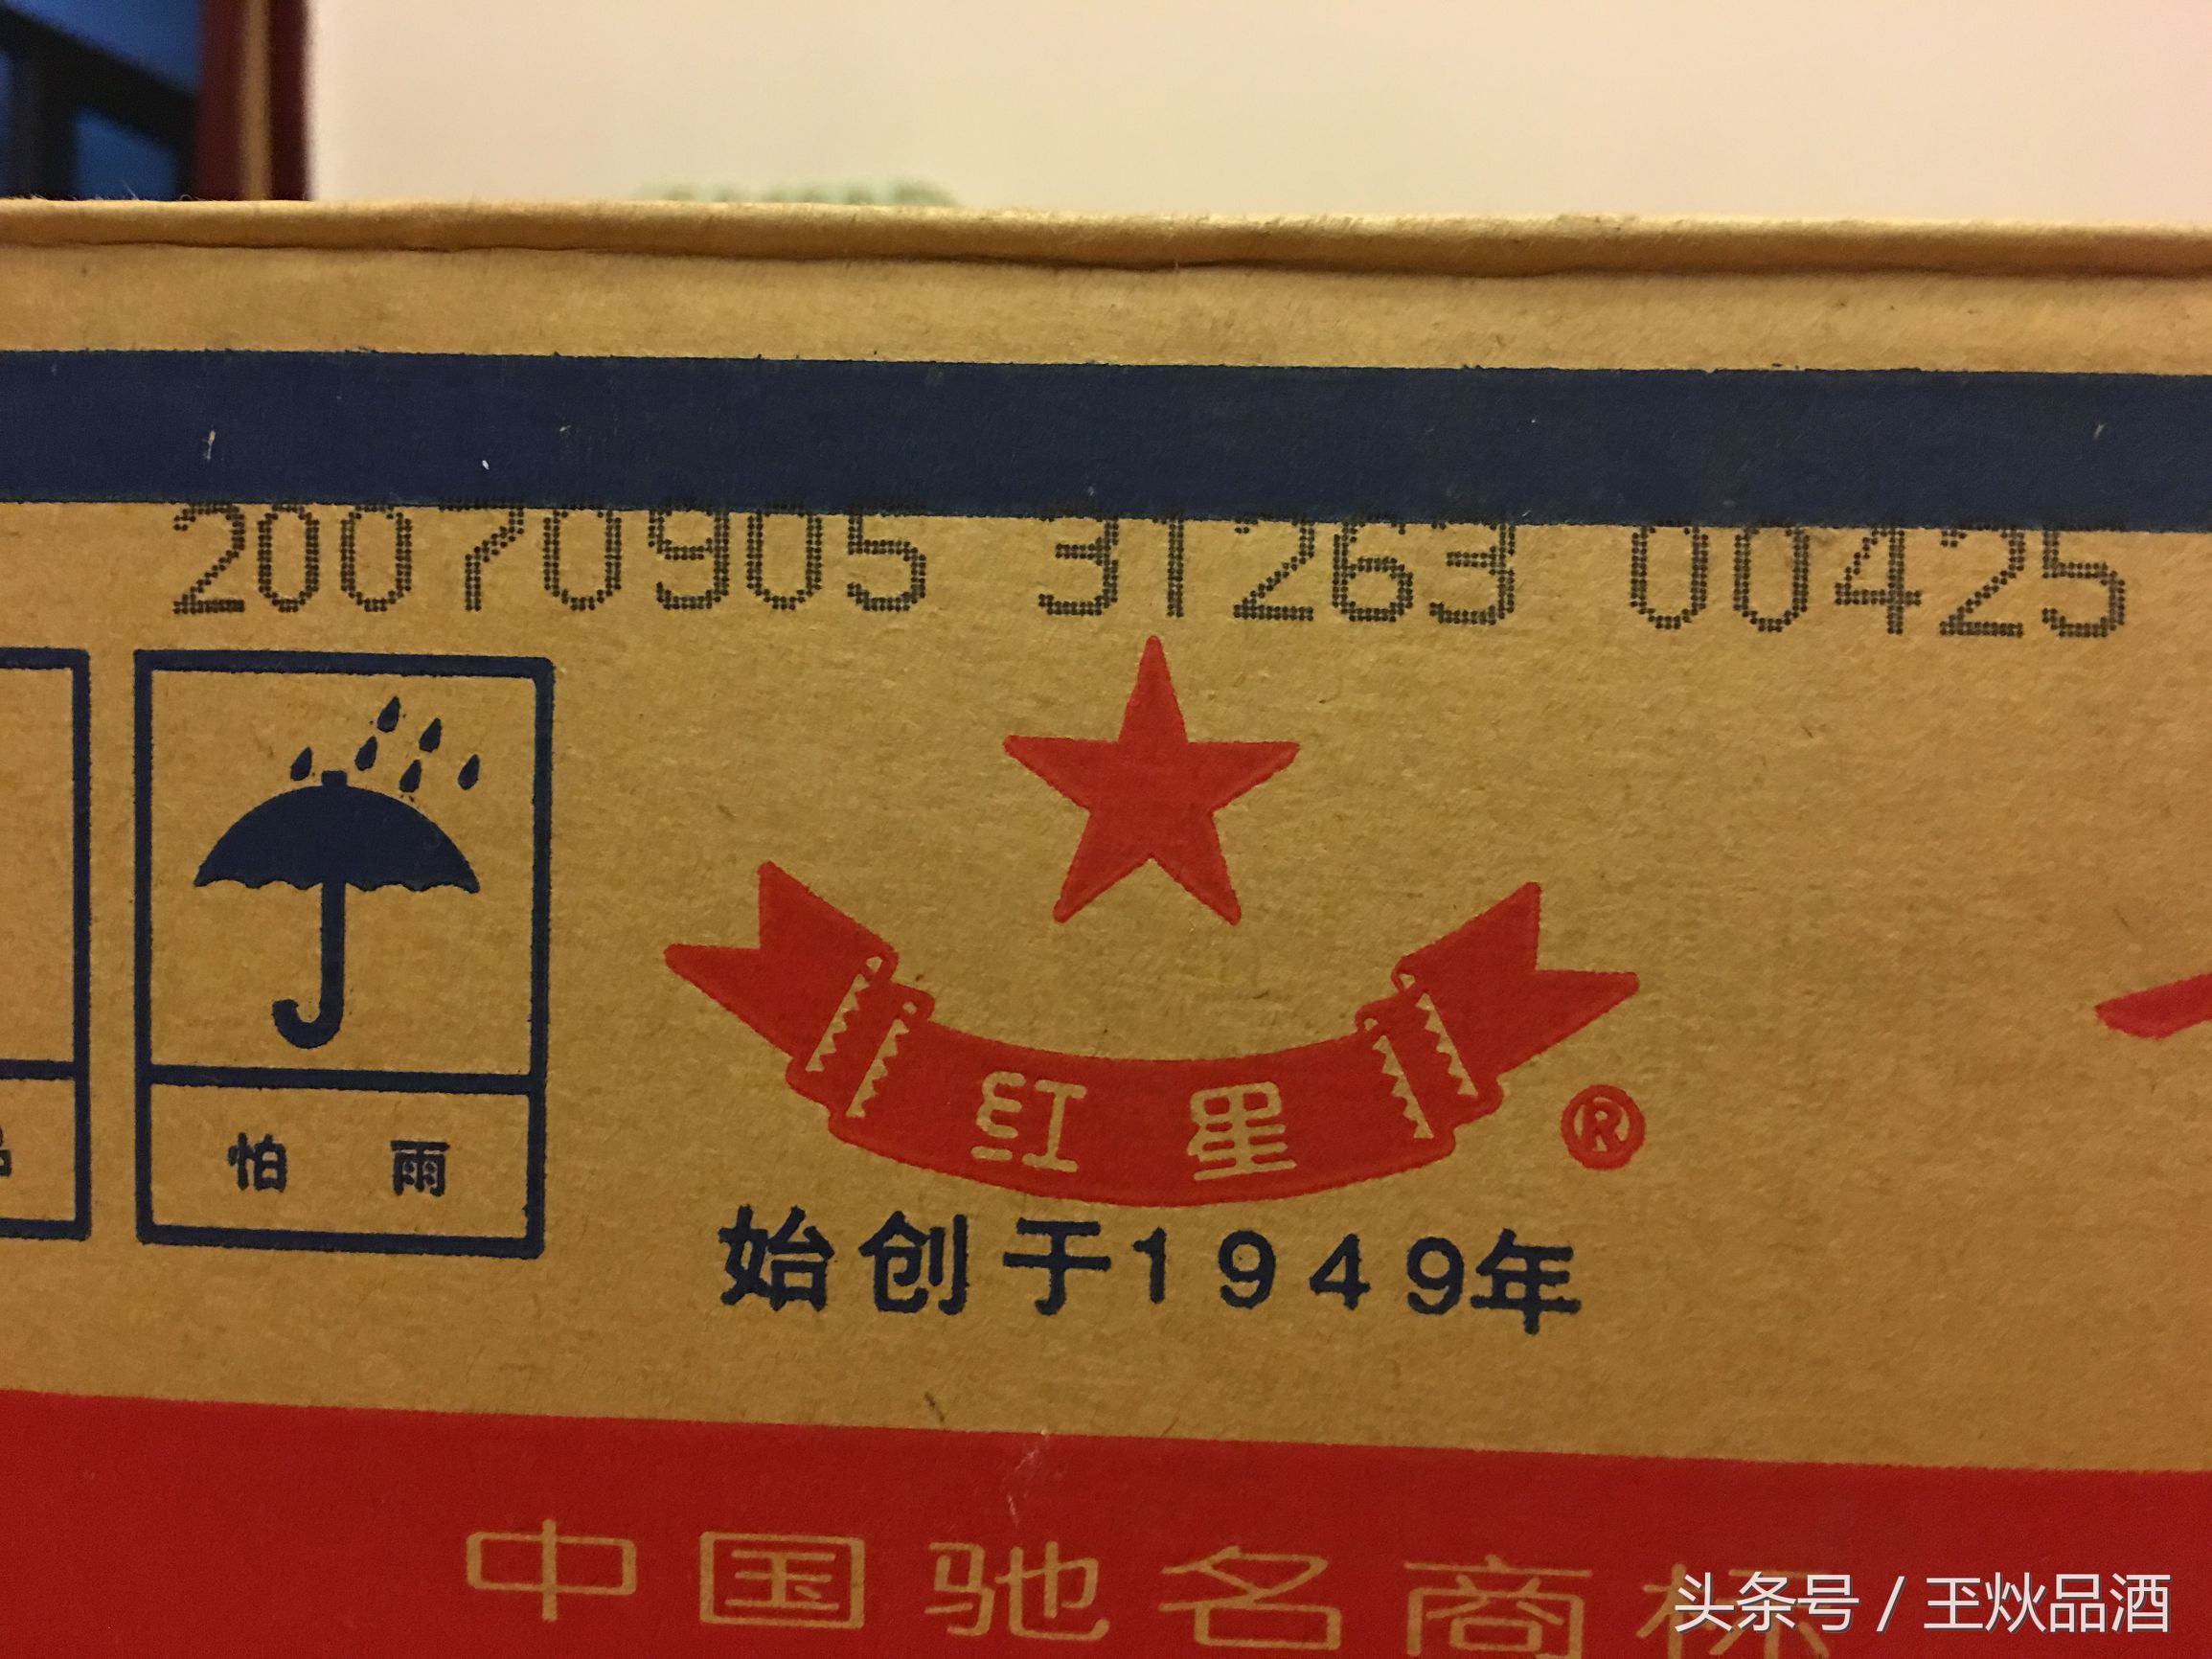 20070905 31263 00425
红星
®
怕雨
始创于1949年
中国驰名商标
头条号 / 王炏品酒